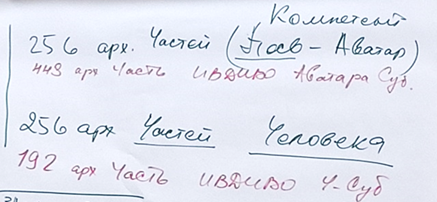 Компетент
256 арх. Частей (Посв - Аватар)
448 арх Часть ИВДИВО Аватара Суб.
256 арх Частей Человека
192 арх Часть ИВДИВО Ч-Суб